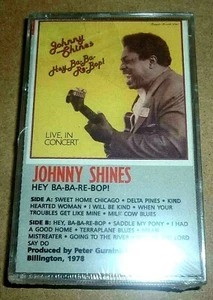 Johnny Shines
Hey Ba-Ba
Re-Bop!
LIVE, IN
CONCERT
JOHNNY SHINES
HEY BA-BA-RE-BOP!
SIDE A: SWEET HOME CHICAGO • DELTA PINES • KIND
HEARTED WOMAN • I WILL BE KIND • WHEN YOUR
TROUBLES GET LIKE MINE • MILK COW BLUES
SIDE B: HEY, BA-BA-RE-BOP • SADDLE MY PONY • I HAD
A GOOD HOME • TERRAPLANE BLUES •
MISTREATER • GOING TO THE RIVER LORD
SAY DO
Produced by Peter
Billington, 1978